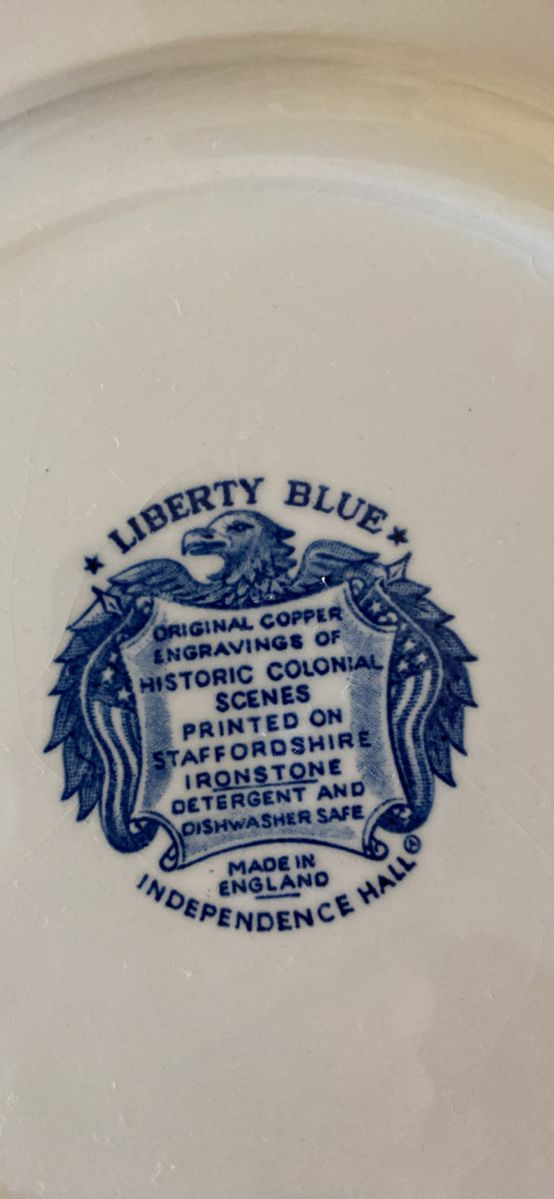 ★ LIBERTY BLUE ★
ORIGINAL COPPER
ENGRAVINGS OF
HISTORIC COLONIAL
SCENES
PRINTED ON
STAFFORDSHIRE
IRONSTONE
DETERGENT AND
DISHWASHER SAFE
MADE IN
ENGLAND
INDEPENDENCE HALL®